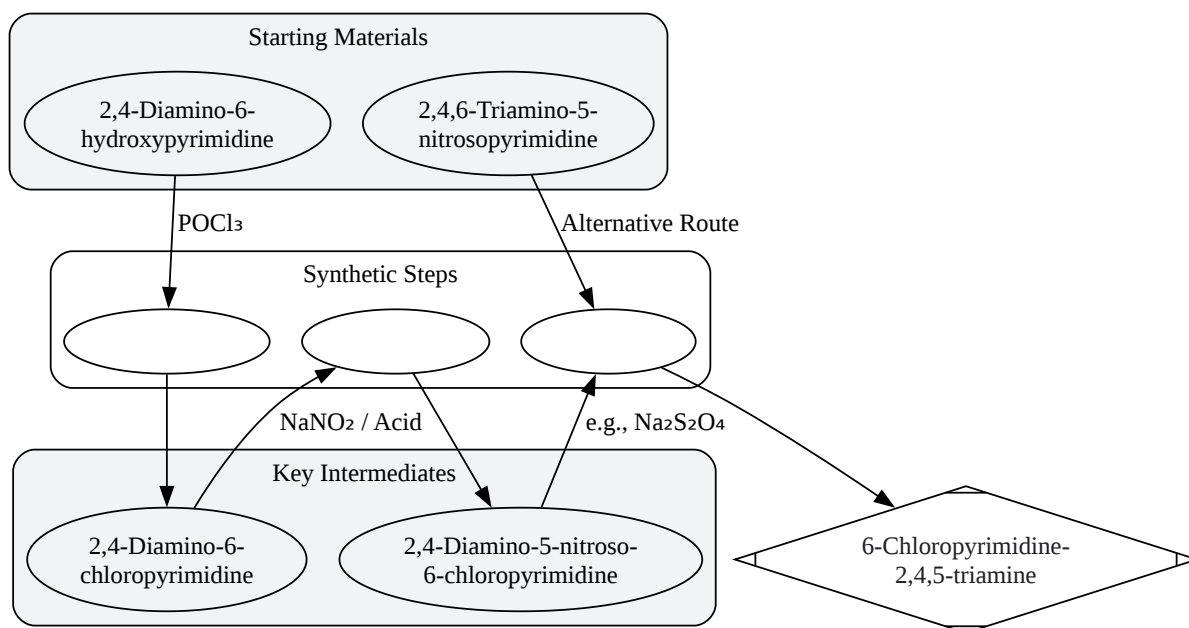 Starting Materials
2,4-Diamino-6-
hydroxypyrimidine
2,4,6-Triamino-5-
nitrosopyrimidine
POCl₃
Alternative Route
Synthetic Steps
NaNO₂ / Acid
e.g., Na₂S₂O₄
Key Intermediates
2,4-Diamino-6-
chloropyrimidine
2,4-Diamino-5-nitroso-
6-chloropyrimidine
6-Chloropyrimidine-
2,4,5-triamine